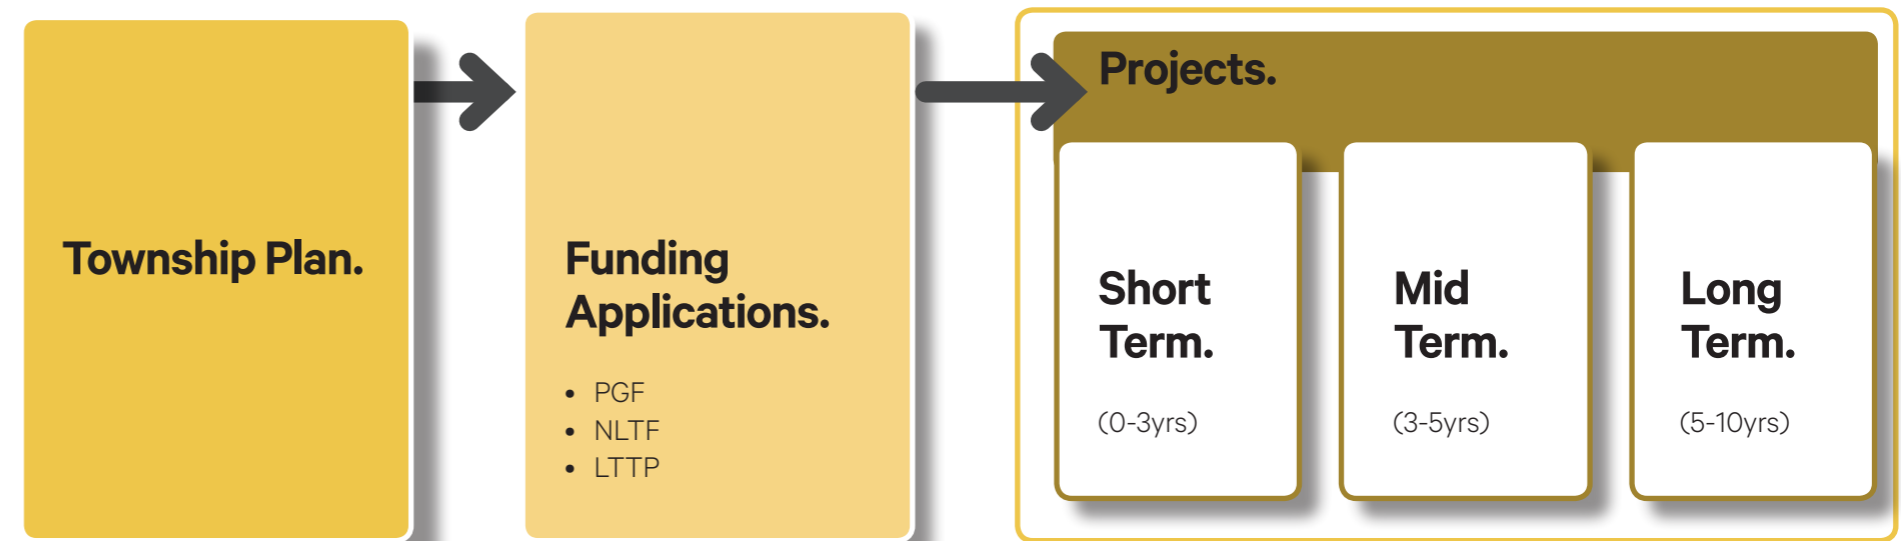 Township Plan.
Funding
Applications.
• PGF
• NLTF
• LTTP
Projects.
Short
Term.
(0-3yrs)
Mid
Term.
(3-5yrs)
Long
Term.
(5-10yrs)